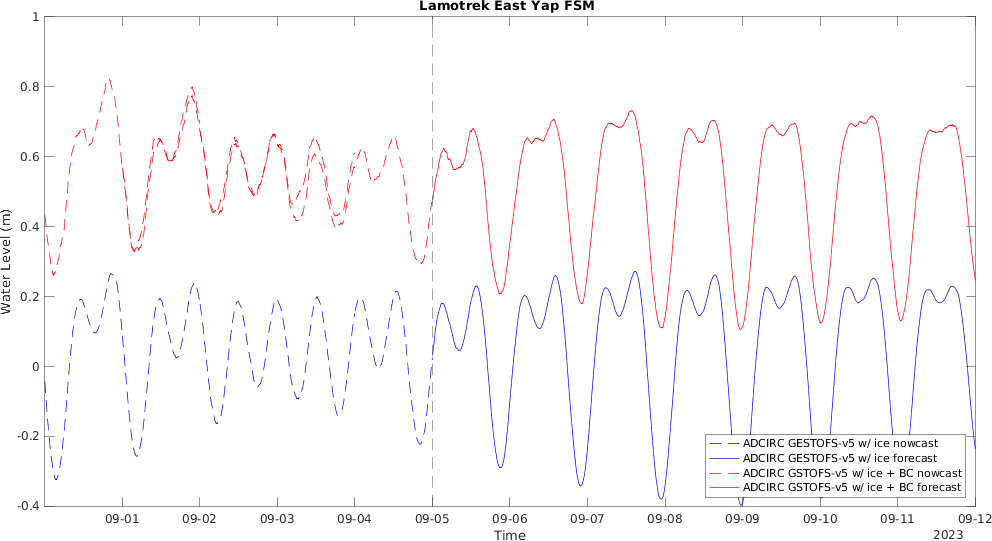 Lamotrek East Yap FSM
1
0.8
0.6
0.4
0.2
0
-0.2
-0.4
Water Level (m)
ADCIRC GESTOFS-v5 w/ ice nowcast
ADCIRC GESTOFS-v5 w/ ice forecast
ADCIRC GSTOFS-v5 w/ ice + BC nowcast
ADCIRC GSTOFS-v5 w/ ice + BC forecast
09-01 09-02 09-03 09-04 09-05 09-06 09-07 09-08 09-09 09-10 09-11 09-12
Time
2023